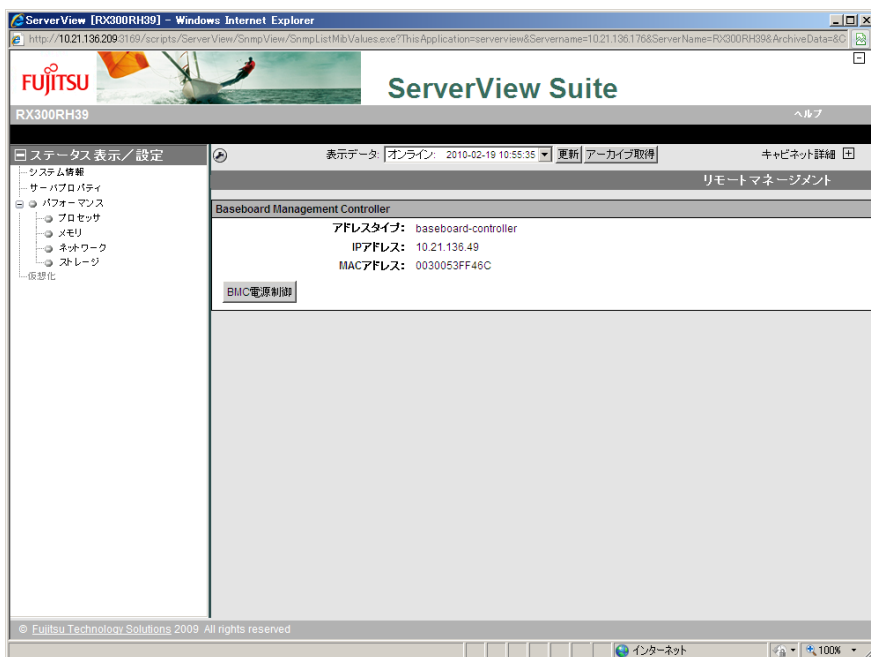 ServerView [RX300RH39] - Windows Internet Explorer
http://10.21.136.209:3169/scripts/ServerView/SnmpView/SnmpListMibValues.exe?ThisApplication=serverview&Servername=10.21.136.176&ServerName=RX300RH39&ArchiveData=&C
FUJITSU
ServerView Suite
RX300RH39
ヘルプ
ステータス表示／設定
表示データ: オンライン: 2010-02-19 10:55:35 更新 アーカイブ取得
キャビネット詳細
システム情報
サーバプロパティ
パフォーマンス
プロセッサ
メモリ
ネットワーク
ストレージ
仮想化
リモートマネージメント
Baseboard Management Controller
アドレスタイプ: baseboard-controller
IPアドレス: 10.21.136.49
MACアドレス: 0030053FF46C
BMC電源制御
© Fujitsu Technology Solutions 2009 All rights reserved
インターネット
100%